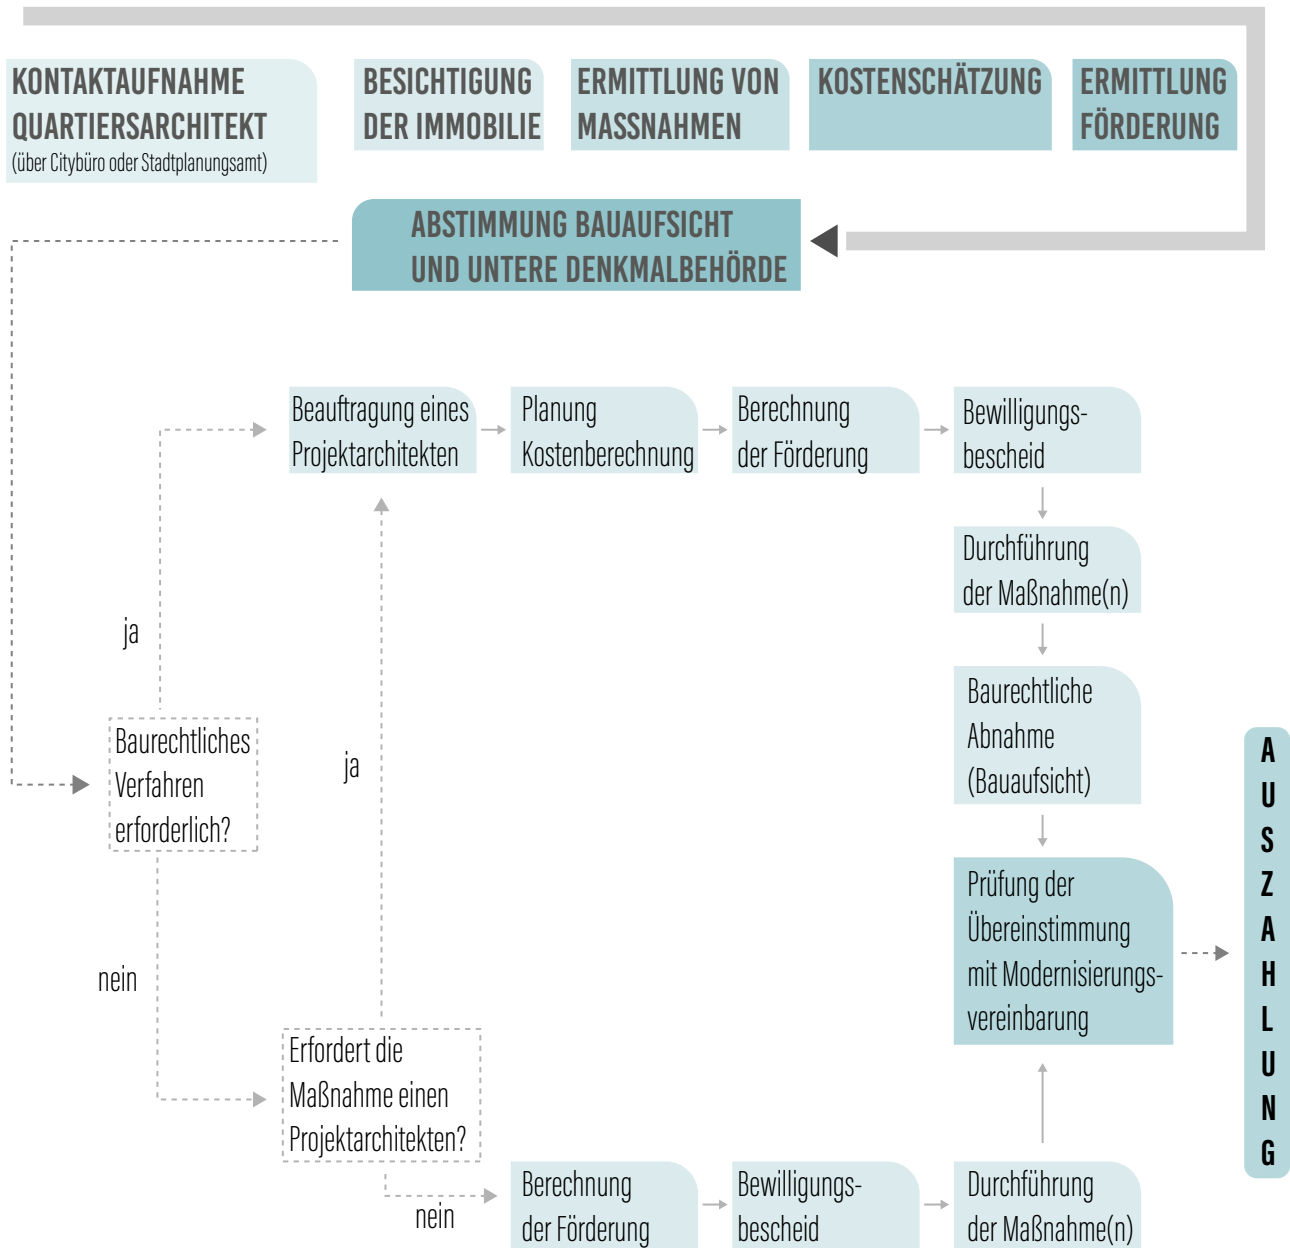 KONTAKTAUFNAHME
QUARTIERSARCHITEKT
(über Citybüro oder Stadtplanungsamt)
BESICHTIGUNG
DER IMMOBILIE
ERMITTLUNG VON
MASSNAHMEN
KOSTENSCHÄTZUNG
ERMITTLUNG
FÖRDERUNG
ABSTIMMUNG BAUAUFSICHT
UND UNTERE DENKMALBEHÖRDE
Beauftragung eines
Projektarchitekten
Planung
Kostenberechnung
Berechnung
der Förderung
Bewilligungs-
bescheid
Durchführung
der Maßnahme(n)
ja
Baurechtliche
Abnahme
(Bauaufsicht)
Baurechtliches
Verfahren
erforderlich?
ja
Prüfung der
Übereinstimmung
mit Modernisierungs-
vereinbarung
AUSZAHLUNG
nein
Erfordert die
Maßnahme einen
Projektarchitekten?
nein
Berechnung
der Förderung
Bewilligungs-
bescheid
Durchführung
der Maßnahme(n)